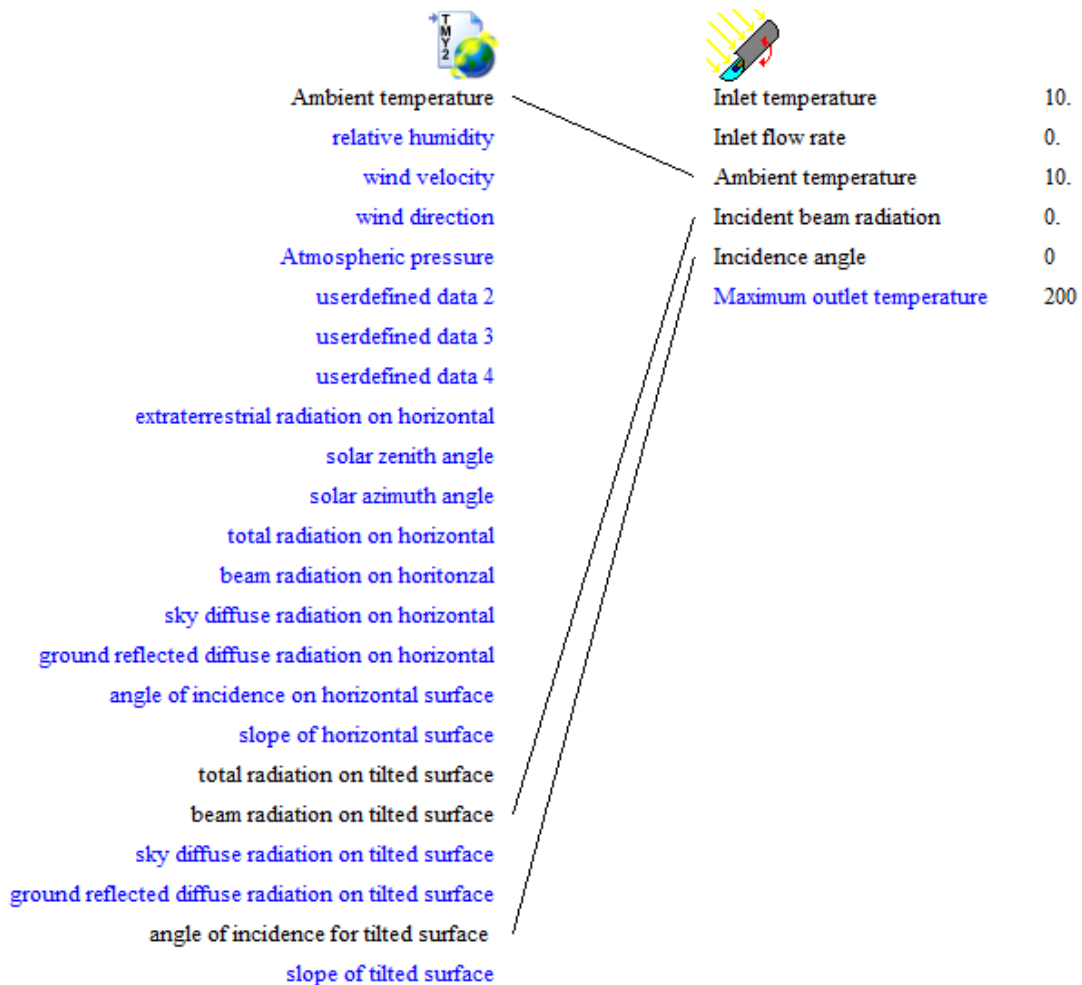 TMY2
Ambient temperature
relative humidity
wind velocity
wind direction
Atmospheric pressure
userdefined data 2
userdefined data 3
userdefined data 4
extraterrestrial radiation on horizontal
solar zenith angle
solar azimuth angle
total radiation on horizontal
beam radiation on horitonzal
sky diffuse radiation on horizontal
ground reflected diffuse radiation on horizontal
angle of incidence on horizontal surface
slope of horizontal surface
total radiation on tilted surface
beam radiation on tilted surface
sky diffuse radiation on tilted surface
ground reflected diffuse radiation on tilted surface
angle of incidence for tilted surface
slope of tilted surface
Inlet temperature 10.
Inlet flow rate 0.
Ambient temperature 10.
Incident beam radiation 0.
Incidence angle 0
Maximum outlet temperature 200